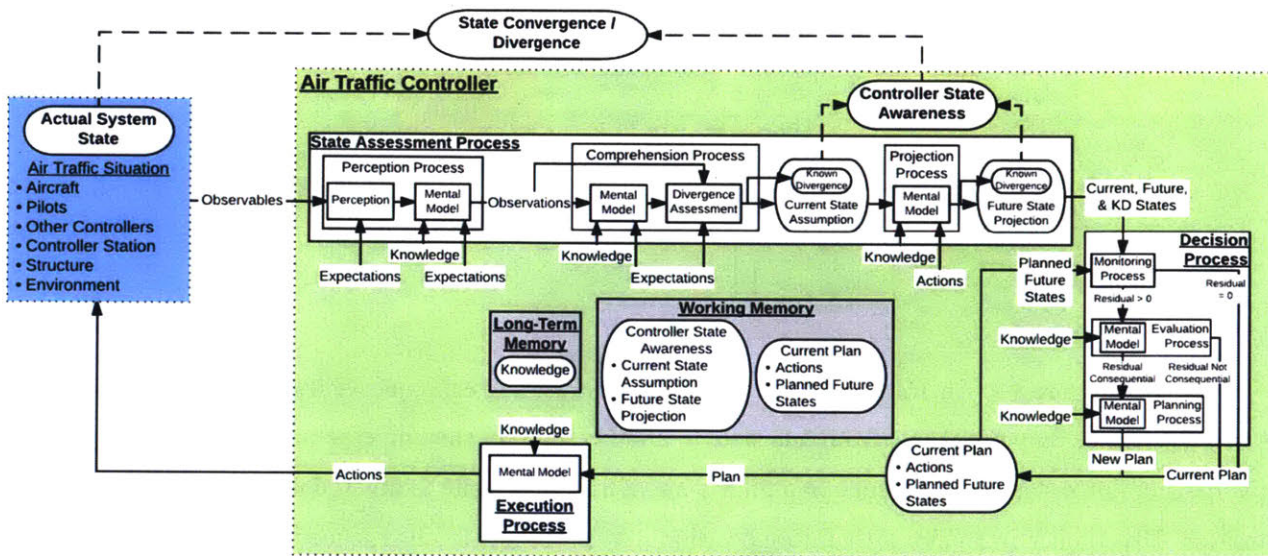 State Convergence /
Divergence
Air Traffic Controller
Actual System
State
Controller State
Awareness
Air Traffic Situation
• Aircraft
• Pilots
• Other Controllers
• Controller Station
• Structure
• Environment
Observables
State Assessment Process
Perception Process
Perception
Mental
Model
Knowledge
Expectations
Expectations
Observations
Comprehension Process
Mental
Model
Divergence
Assessment
Knowledge
Expectations
Known
Divergence
Current State
Assumption
Projection
Process
Mental
Model
Knowledge
Actions
Known
Divergence
Future State
Projection
Current, Future,
& KD States
Decision
Process
Monitoring
Process
Planned
Future
States
Residual > 0
Residual
= 0
Knowledge
Mental
Model
Evaluation
Process
Residual
Consequential
Residual Not
Consequential
Knowledge
Mental
Model
Planning
Process
New Plan
Current Plan
Long-Term
Memory
Knowledge
Working Memory
Controller State
Awareness
• Current State
Assumption
• Future State
Projection
Current Plan
• Actions
• Planned Future
States
Current Plan
• Actions
• Planned Future
States
Plan
Knowledge
Mental Model
Execution
Process
Actions